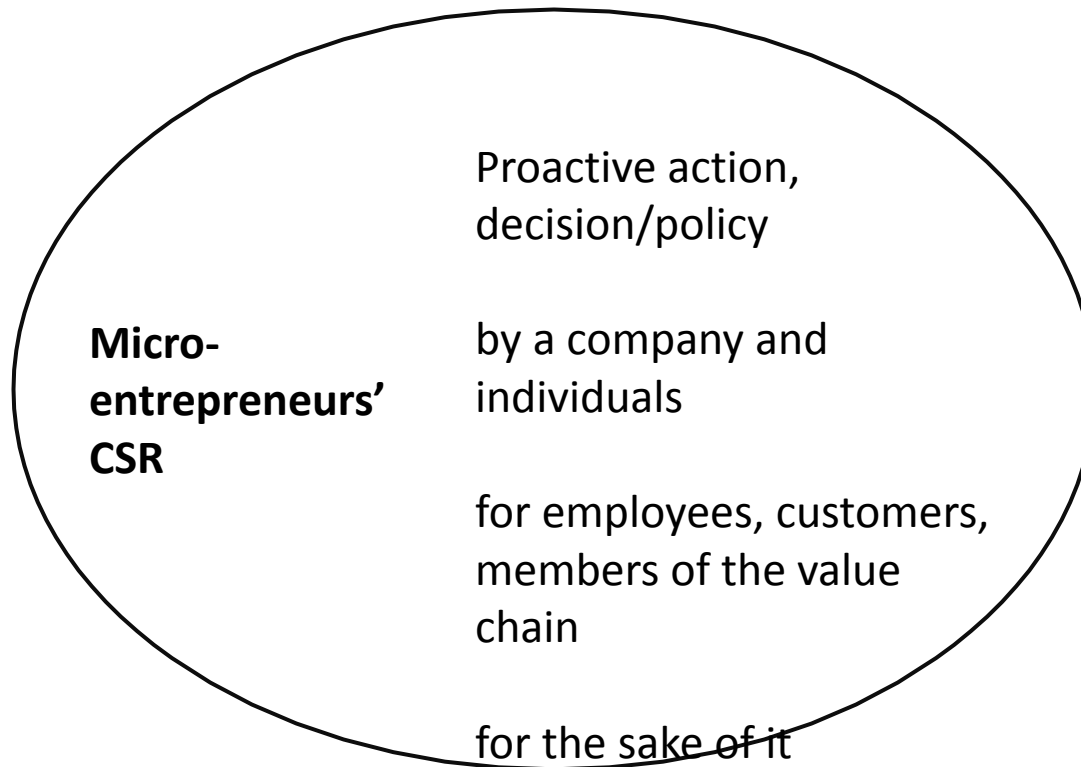 Micro-
entrepreneurs’
CSR
Proactive action,
decision/policy
by a company and
individuals
for employees, customers,
members of the value
chain
for the sake of it